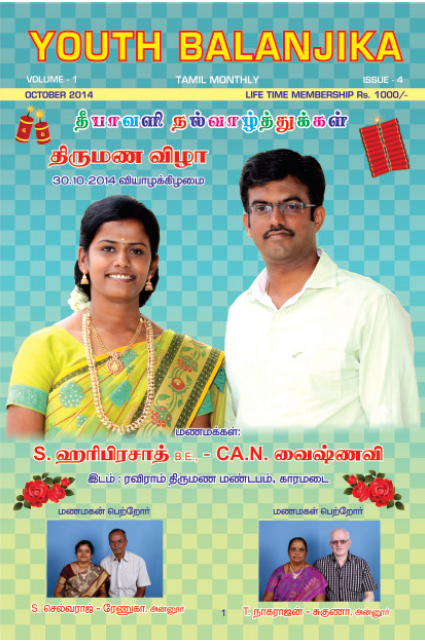 YOUTH BALANJIKA
VOLUME - 1 TAMIL MONTHLY ISSUE - 4
OCTOBER 2014 LIFE TIME MEMBERSHIP Rs. 1000/-
தீபாவளி நல்வாழ்த்துக்கள்
திருமண விழா
30.10.2014 வியாழக்கிழமை
மணமக்கள்:
S. ஹரிபிரசாத் B.E., - CA.N. வைஷ்ணவி
இடம் : ரவிராம் திருமண மண்டபம், காரமடை
மணமகன் பெற்றோர் மணமகள் பெற்றோர்
S. செல்வராஜ் - ரேணுகா, அன்னூர் 1 T. நாகராஜன் - சுகுணா, அன்னூர்